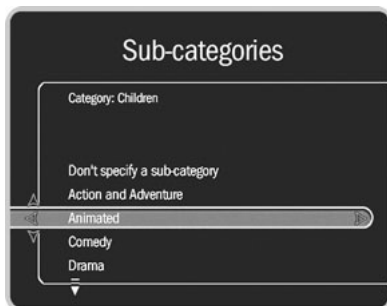 Sub-categories
Category: Children
Don't specify a sub-category
Action and Adventure
Animated
Comedy
Drama